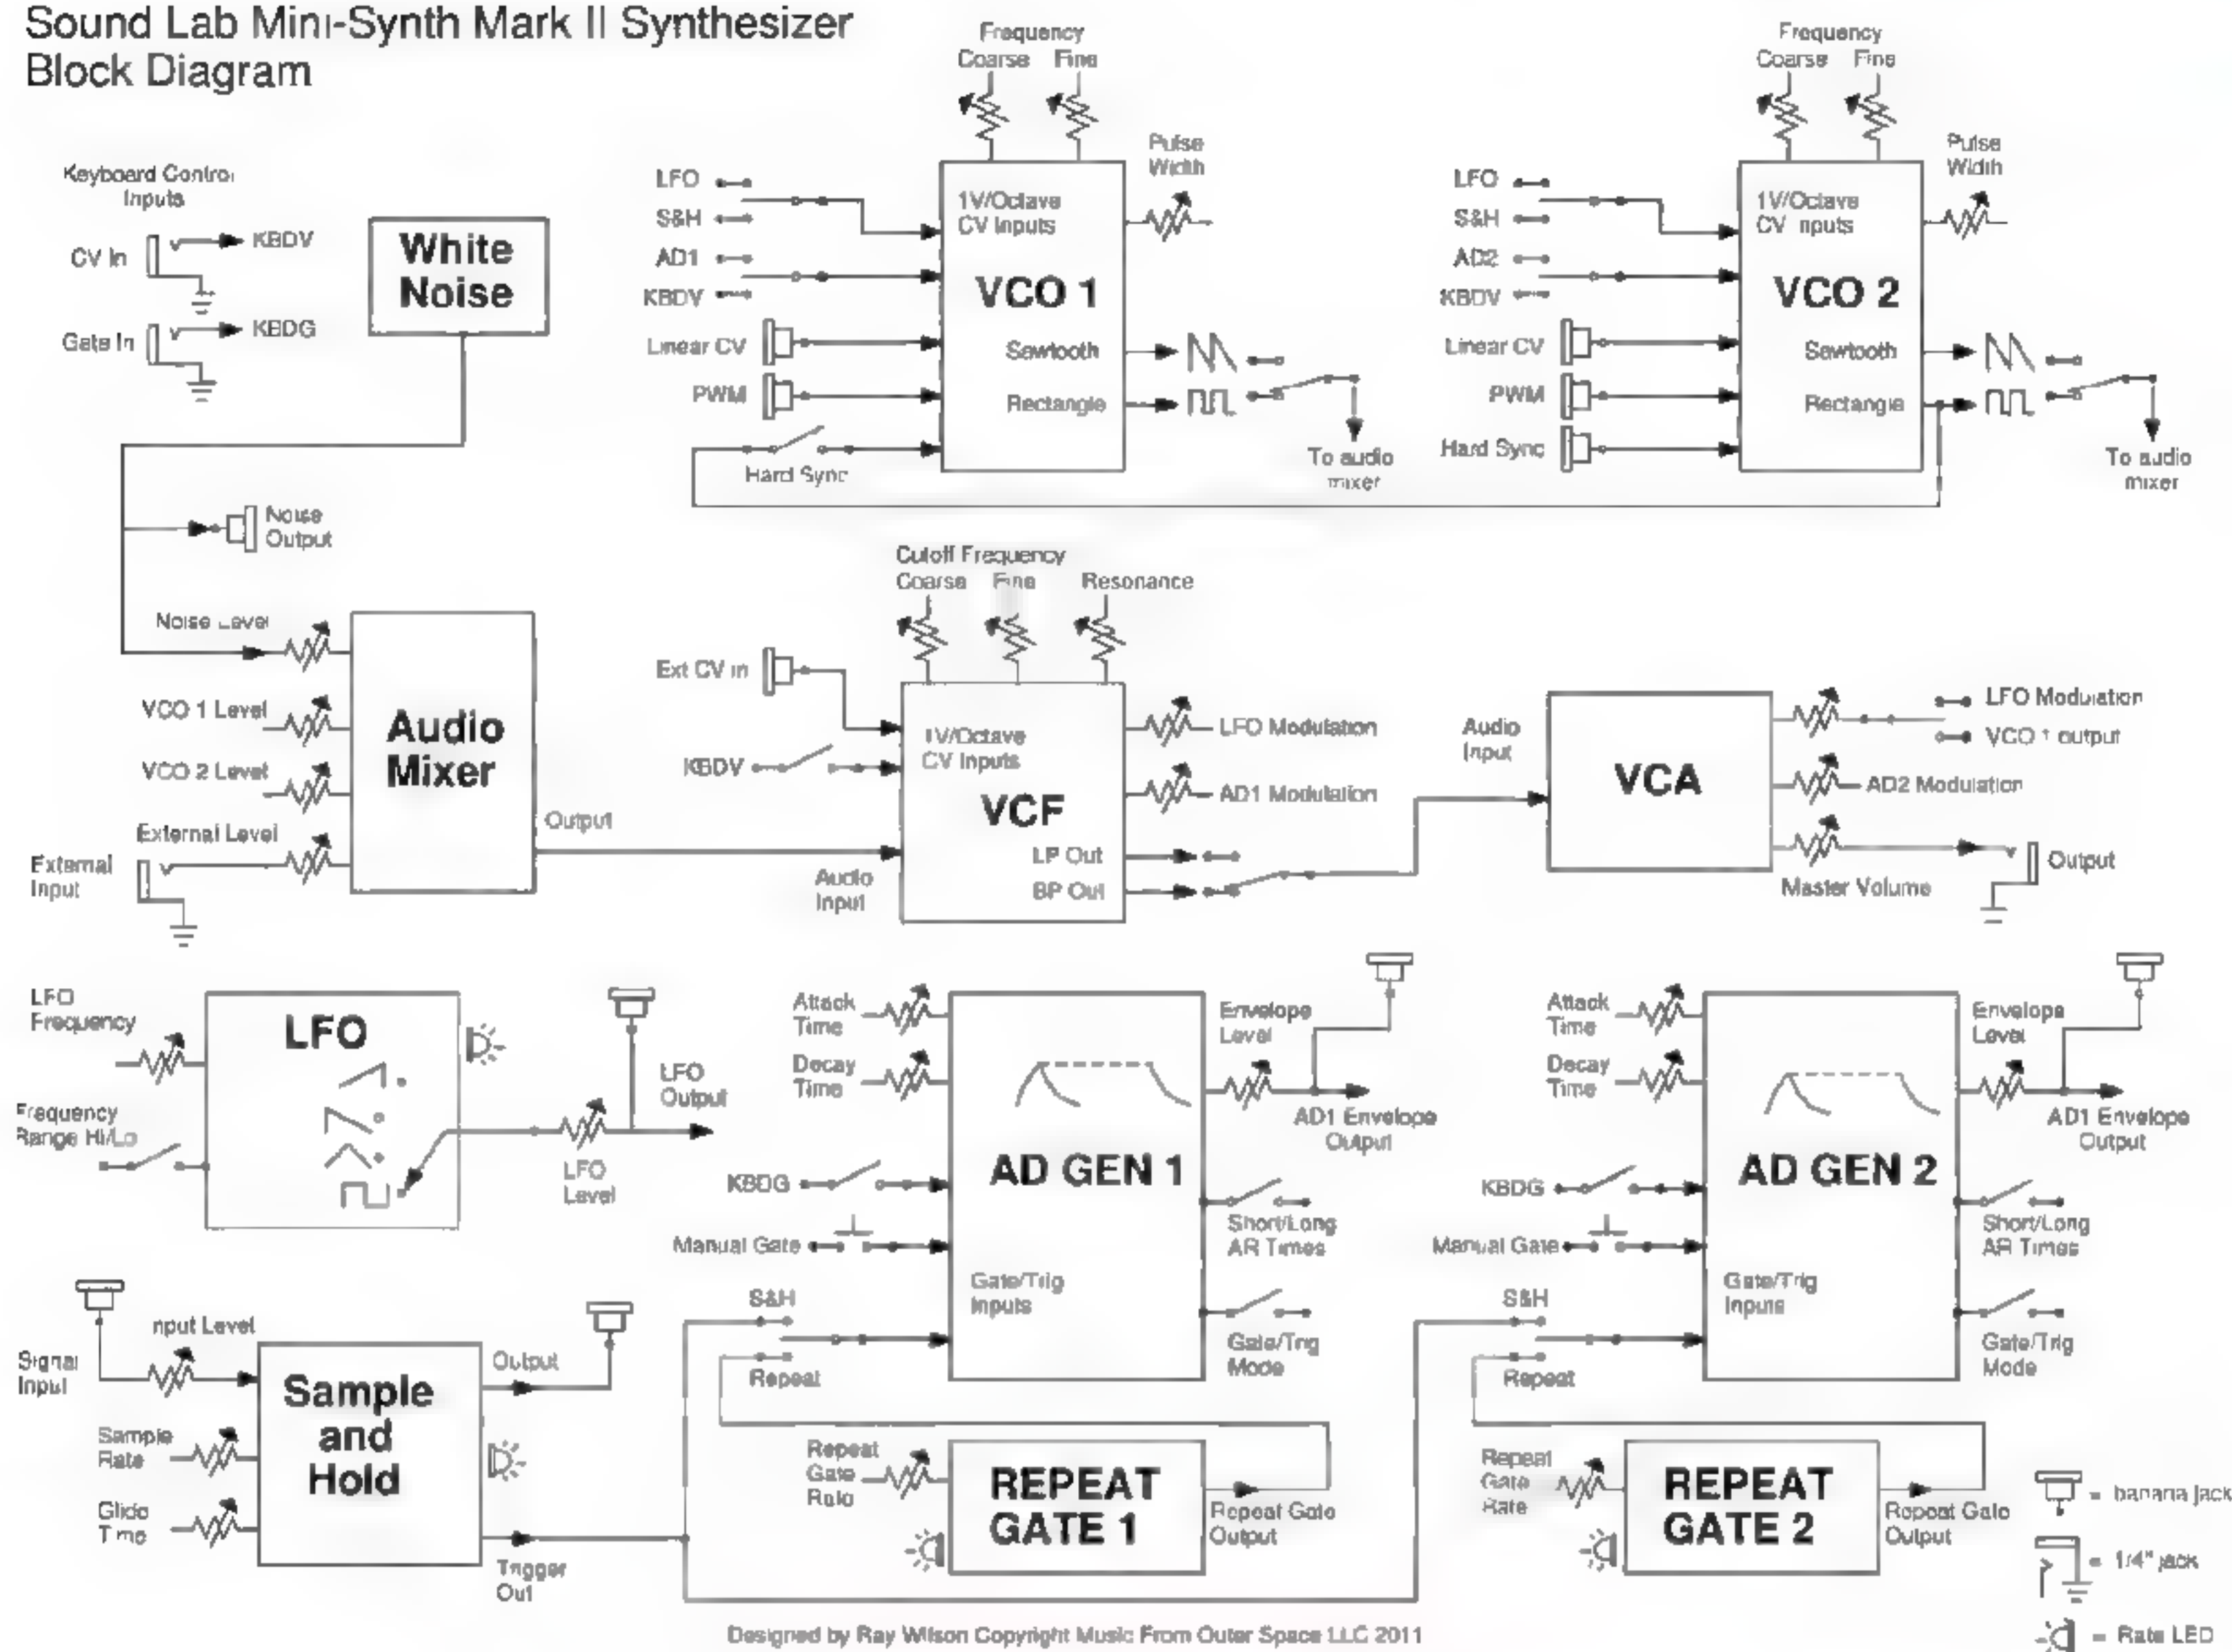 Sound Lab Mini-Synth Mark II Synthesizer
Block Diagram
Keyboard Control
Inputs
CV In
KBDV
Gate In
KBDG
White
Noise
Noise
Output
Frequency
Coarse Fine
Pulse
Width
LFO
S&H
AD1
KBDV
Linear CV
PWM
Hard Sync
1V/Octave
CV Inputs
VCO 1
Sawtooth
Rectangle
To audio
mixer
Frequency
Coarse Fine
Pulse
Width
LFO
S&H
AD2
KBDV
Linear CV
PWM
Hard Sync
1V/Octave
CV Inputs
VCO 2
Sawtooth
Rectangle
To audio
mixer
Noise Level
VCO 1 Level
VCO 2 Level
External Level
External
Input
Audio
Mixer
Output
Cutoff Frequency
Coarse Fine Resonance
Ext CV in
KBDV
1V/Octave
CV Inputs
VCF
LP Out
BP Out
Audio
Input
LFO Modulation
AD1 Modulation
Audio
Input
VCA
LFO Modulation
VCO 1 output
AD2 Modulation
Master Volume
Output
LFO
Frequency
Frequency
Range Hi/Lo
LFO
LFO
Output
LFO
Level
Attack
Time
Decay
Time
KBDG
Manual Gate
S&H
Repeat
AD GEN 1
Gate/Trig
Inputs
Envelope
Level
AD1 Envelope
Output
Short/Long
AR Times
Gate/Trig
Mode
Attack
Time
Decay
Time
KBDG
Manual Gate
S&H
Repeat
AD GEN 2
Gate/Trig
Inputs
Envelope
Level
AD1 Envelope
Output
Short/Long
AR Times
Gate/Trig
Mode
Input Level
Signal
Input
Sample
Rate
Glide
Time
Sample
and
Hold
Output
Trigger
Out
Repeat
Gate
Rate
REPEAT
GATE 1
Repeat Gate
Output
Repeat
Gate
Rate
REPEAT
GATE 2
Repeat Gate
Output
= banana jack
= 1/4" jack
= Rate LED
Designed by Ray Wilson Copyright Music From Outer Space LLC 2011